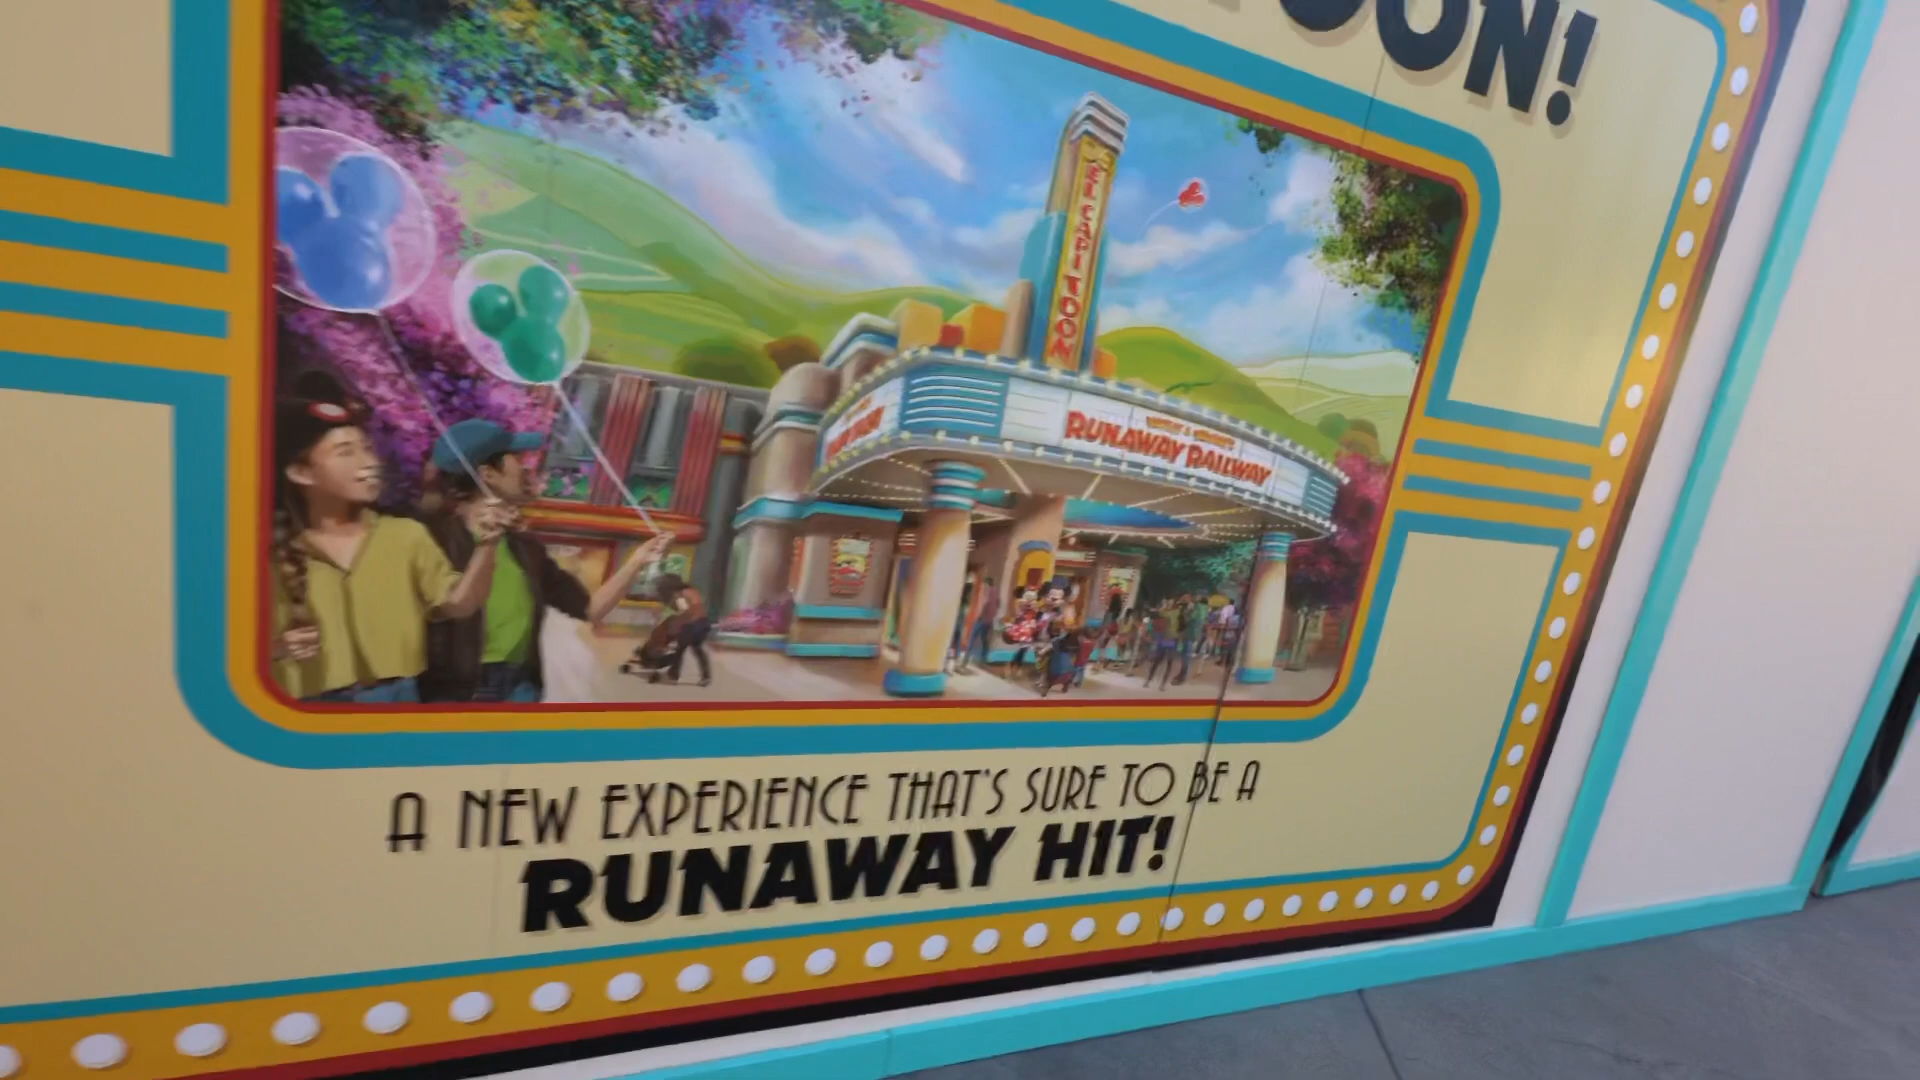 OON!
EL CAPITOON
RUNAWAY RAILWAY
A NEW EXPERIENCE THAT'S SURE TO BE A
RUNAWAY HIT!